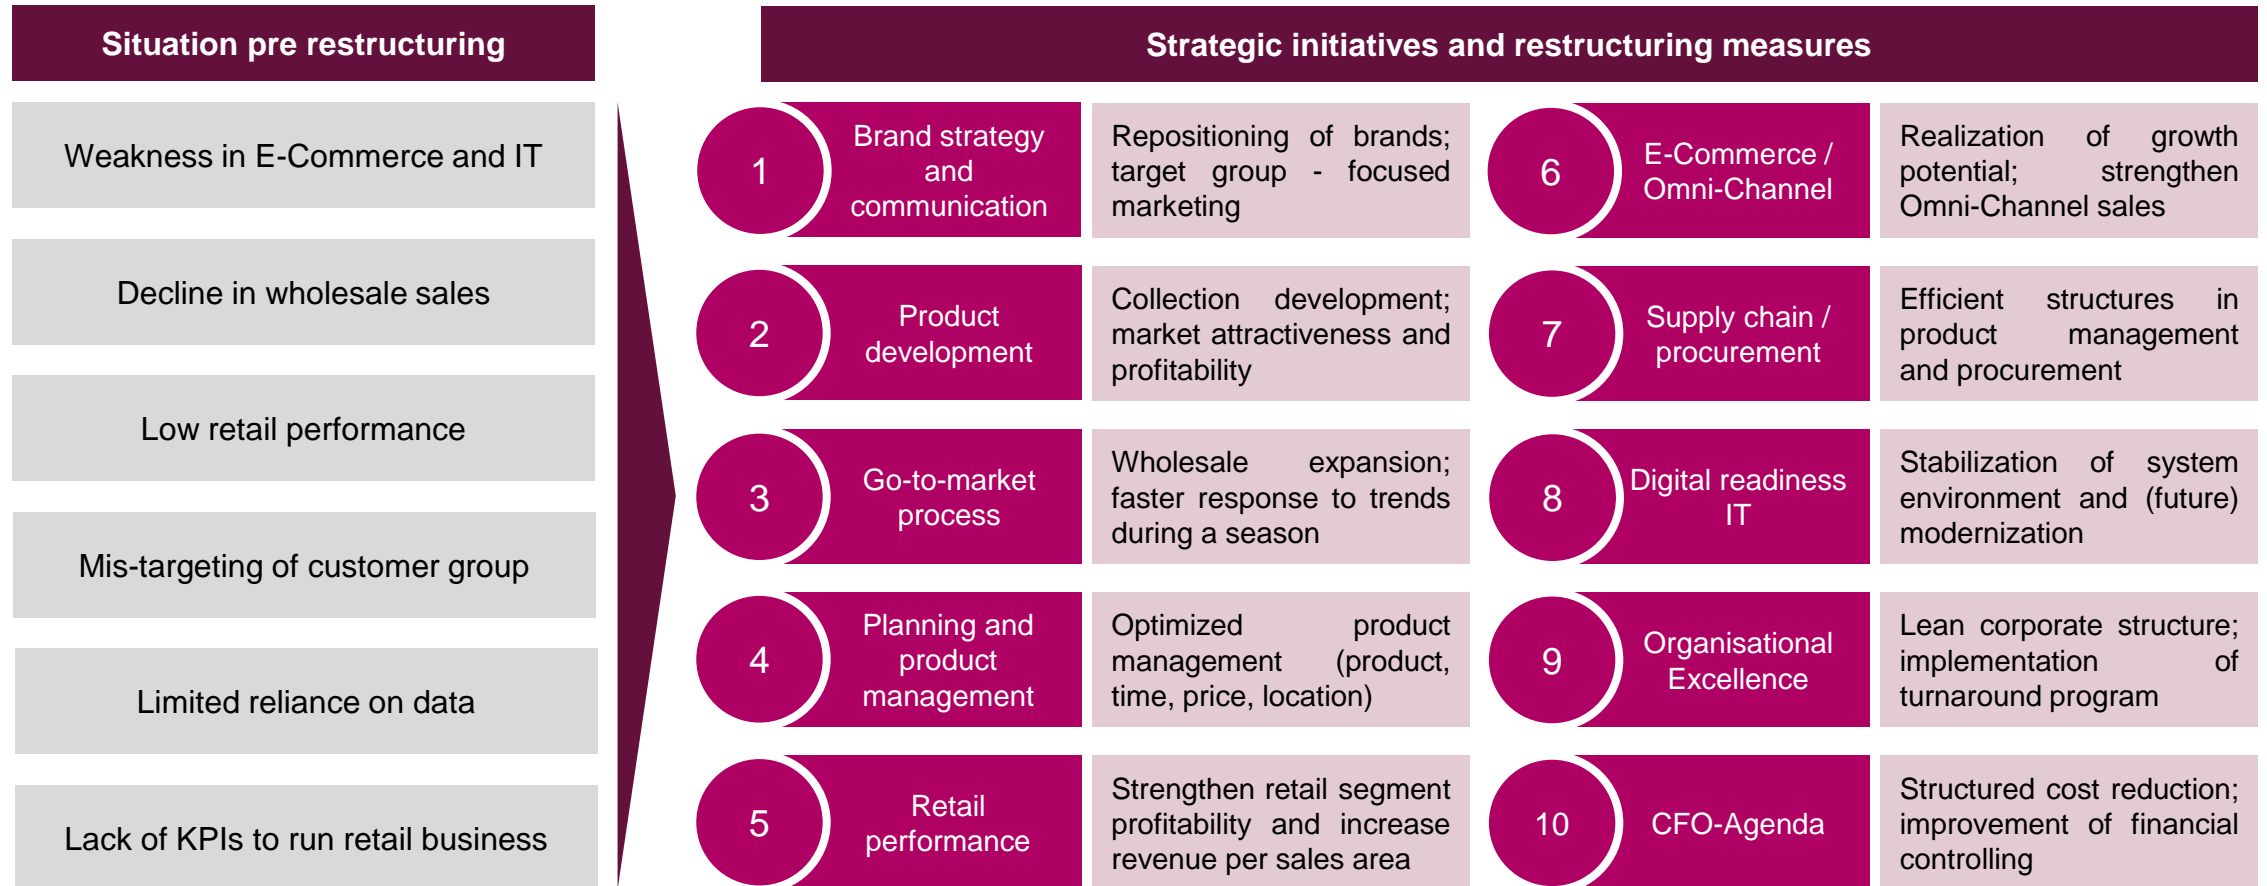 Situation pre restructuring
Weakness in E-Commerce and IT
Decline in wholesale sales
Low retail performance
Mis-targeting of customer group
Limited reliance on data
Lack of KPIs to run retail business
Strategic initiatives and restructuring measures
1
Brand strategy
and
communication
Repositioning of brands;
target group - focused
marketing
2
Product
development
Collection development;
market attractiveness and
profitability
3
Go-to-market
process
Wholesale expansion;
faster response to trends
during a season
4
Planning and
product
management
Optimized product
management (product,
time, price, location)
5
Retail
performance
Strengthen retail segment
profitability and increase
revenue per sales area
6
E-Commerce /
Omni-Channel
Realization of growth
potential; strengthen
Omni-Channel sales
7
Supply chain /
procurement
Efficient structures in
product management
and procurement
8
Digital readiness
IT
Stabilization of system
environment and (future)
modernization
9
Organisational
Excellence
Lean corporate structure;
implementation of
turnaround program
10
CFO-Agenda
Structured cost reduction;
improvement of financial
controlling